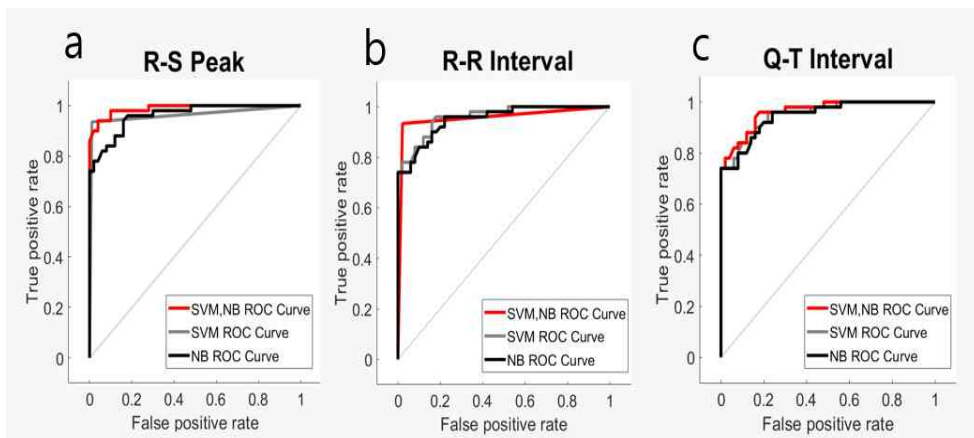 a
R-S Peak
True positive rate
1
0.8
0.6
0.4
0.2
0
0 0.2 0.4 0.6 0.8 1
False positive rate
SVM,NB ROC Curve
SVM ROC Curve
NB ROC Curve
b
R-R Interval
True positive rate
1
0.8
0.6
0.4
0.2
0
0 0.2 0.4 0.6 0.8 1
False positive rate
SVM,NB ROC Curve
SVM ROC Curve
NB ROC Curve
c
Q-T Interval
True positive rate
1
0.8
0.6
0.4
0.2
0
0 0.2 0.4 0.6 0.8 1
False positive rate
SVM,NB ROC Curve
SVM ROC Curve
NB ROC Curve